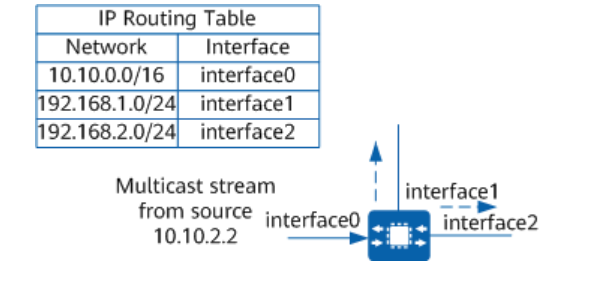 IP Routing Table
Network Interface
10.10.0.0/16 interface0
192.168.1.0/24 interface1
192.168.2.0/24 interface2
Multicast stream
from source
10.10.2.2
interface0
interface1
interface2